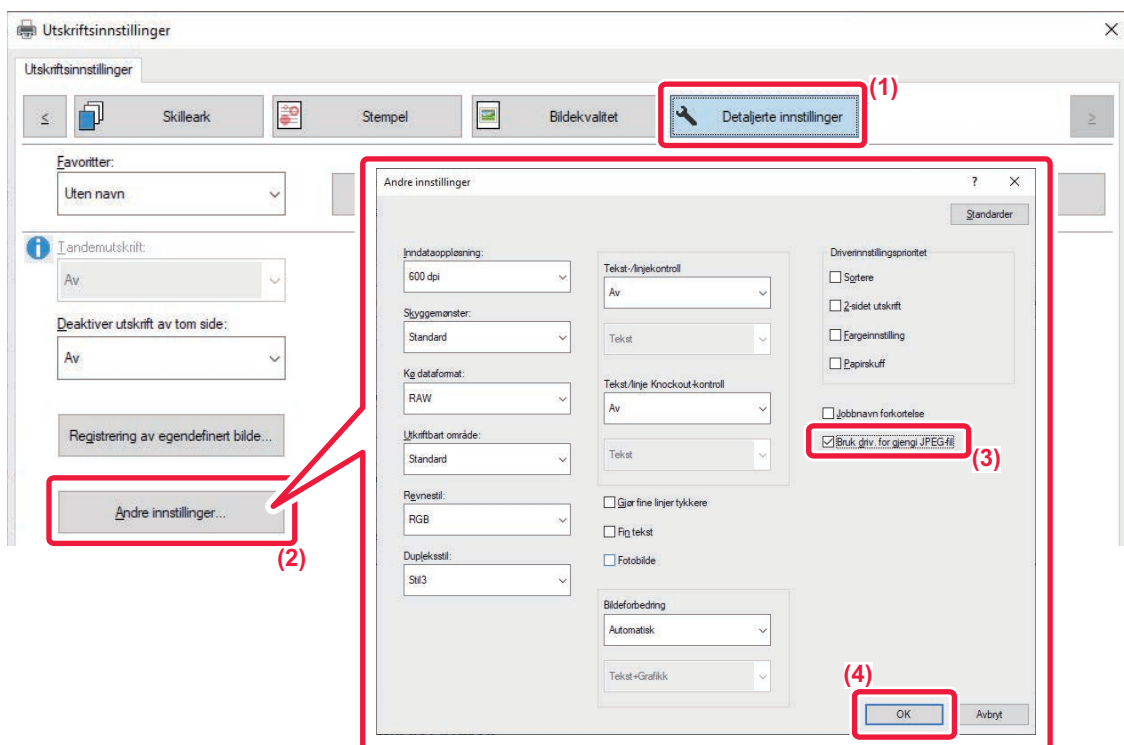 Utskriftsinnstillinger
Utskriftsinnstillinger
(1)
< Skilleark Stempel Bildekvalitet Detaljerte innstillinger >
Favoritter:
Uten navn
Tandemutskrift:
Av
Deaktiver utskrift av tom side:
Av
Registrering av egendefinert bilde...
Andre innstillinger...
(2)
Andre innstillinger ?
Standarder
Inndataoppløsning:
600 dpi
Skyggemønster:
Standard
Kø dataformat:
RAW
Utkriftbart område:
Standard
Revnestil:
RGB
Dupleksstil:
Stil3
Tekst-/linjekontroll
Av
Tekst
Tekst/linje Knockout-kontroll
Av
Tekst
Gjør fine linjer tykkere
Fin tekst
Fotobilde
Bildeforbedring
Automatisk
Tekst+Grafikk
Driverinnstillingsprioritet
Sortere
2-sidet utskrift
Fargeinnstilling
Papirskuff
Jobbnavn forkortelse
Bruk driv. for gjengi JPEG-fil
(3)
(4)
OK Avbryt